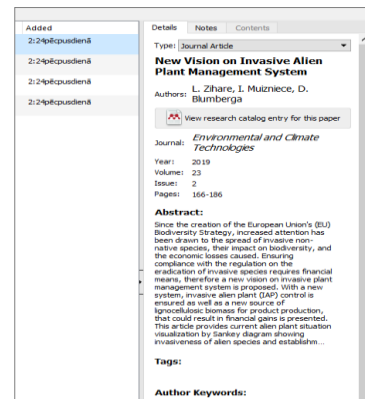 Added
2:24pēcpusdienā
2:24pēcpusdienā
2:24pēcpusdienā
2:24pēcpusdienā
Details Notes Contents
Type: Journal Article
New Vision on Invasive Alien
Plant Management System
Authors: L. Zihare, I. Muizniece, D.
Blumberga
View research catalog entry for this paper
Journal: Environmental and Climate
Technologies
Year: 2019
Volume: 23
Issue: 2
Pages: 166-186
Abstract:
Since the creation of the European Union's (EU)
Biodiversity Strategy, increased attention has
been drawn to the spread of invasive non-
native species, their impact on biodiversity, and
the economic losses caused. Ensuring
compliance with the regulation on the
eradication of invasive species requires financial
means, therefore a new vision on invasive plant
management system is proposed. With a new
system, invasive alien plant (IAP) control is
ensured as well as a new source of
lignocellulosic biomass for product production,
that could result in financial gains is presented.
This article provides current alien plant situation
visualization by Sankey diagram showing
invasiveness of alien species and establishm...
Tags:
Author Keywords: